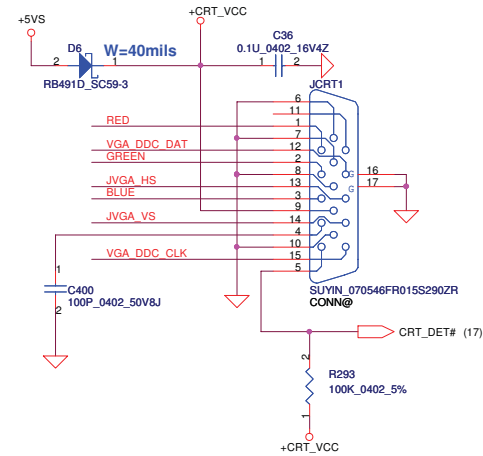 +CRT_VCC
+5VS
D6
W=40mils
2
1
RB491D_SC59-3
C36
0.1U_0402_16V4Z
1
2
JCRT1
6
11
RED
1
7
VGA_DDC_DAT
12
GREEN
2
8
JVGA_HS
13
BLUE
3
9
JVGA_VS
14
4
10
VGA_DDC_CLK
15
5
G
16
G
17
SUYIN_070546FR015S290ZR
CONN@
1
C400
100P_0402_50V8J
2
CRT_DET# (17)
2
R293
100K_0402_5%
1
+CRT_VCC